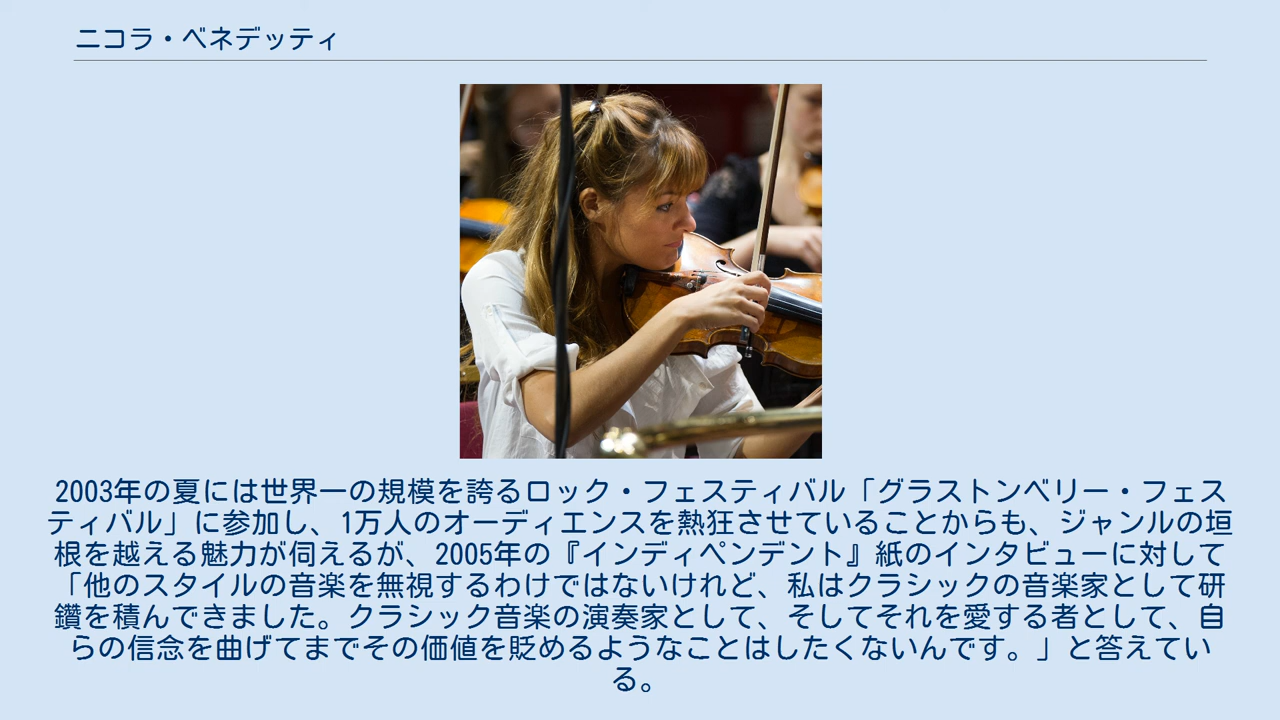 ニコラ・ベネデッティ
2003年の夏には世界一の規模を誇るロック・フェスティバル「グラストンベリー・フェス
ティバル」に参加し、1万人のオーディエンスを熱狂させていることからも、ジャンルの垣
根を越える魅力が伺えるが、2005年の『インディペンデント』紙のインタビューに対して
「他のスタイルの音楽を無視するわけではないけれど、私はクラシックの音楽家として研
鑽を積んできました。クラシック音楽の演奏家として、そしてそれを愛する者として、自
らの信念を曲げてまでその価値を貶めるようなことはしたくないんです。」と答えてい
る。